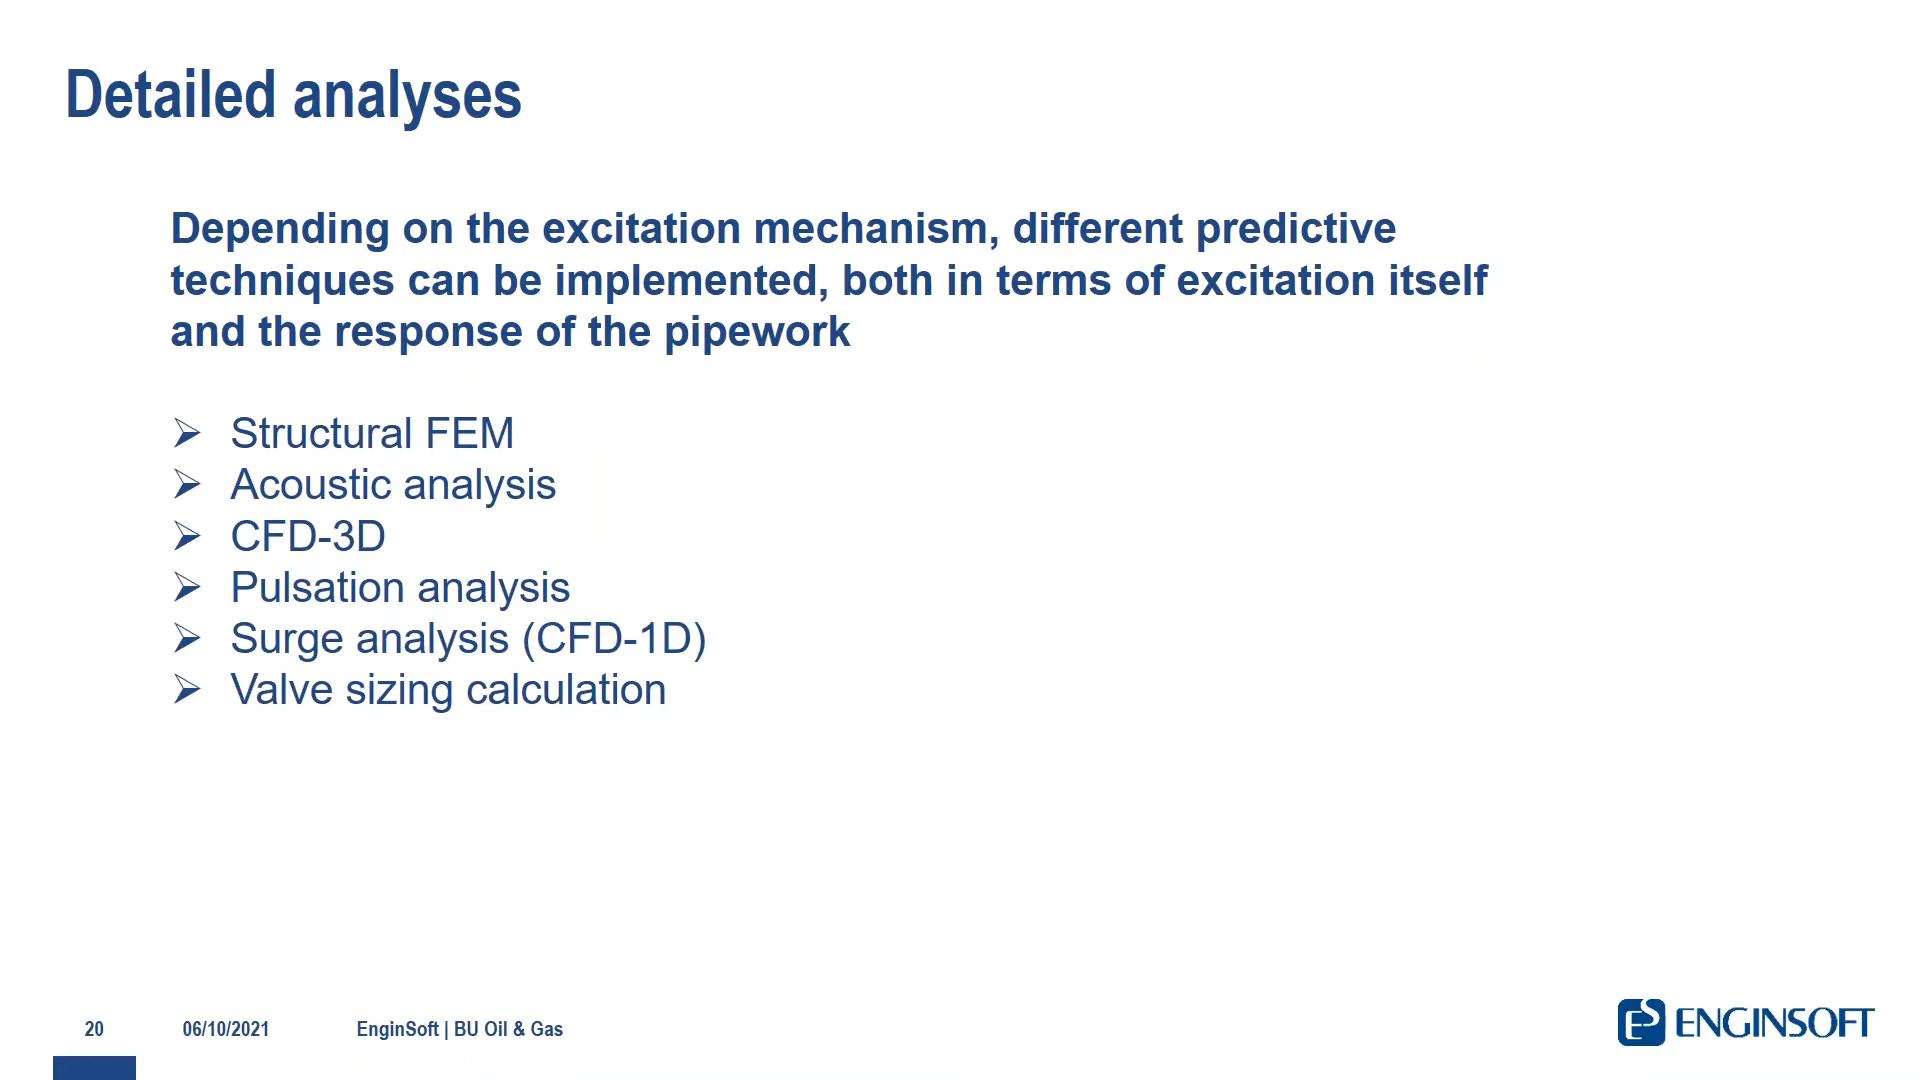 Detailed analyses
Depending on the excitation mechanism, different predictive
techniques can be implemented, both in terms of excitation itself
and the response of the pipework
➢ Structural FEM
➢ Acoustic analysis
➢ CFD-3D
➢ Pulsation analysis
➢ Surge analysis (CFD-1D)
➢ Valve sizing calculation
20 06/10/2021 EnginSoft | BU Oil & Gas
ES ENGINSOFT